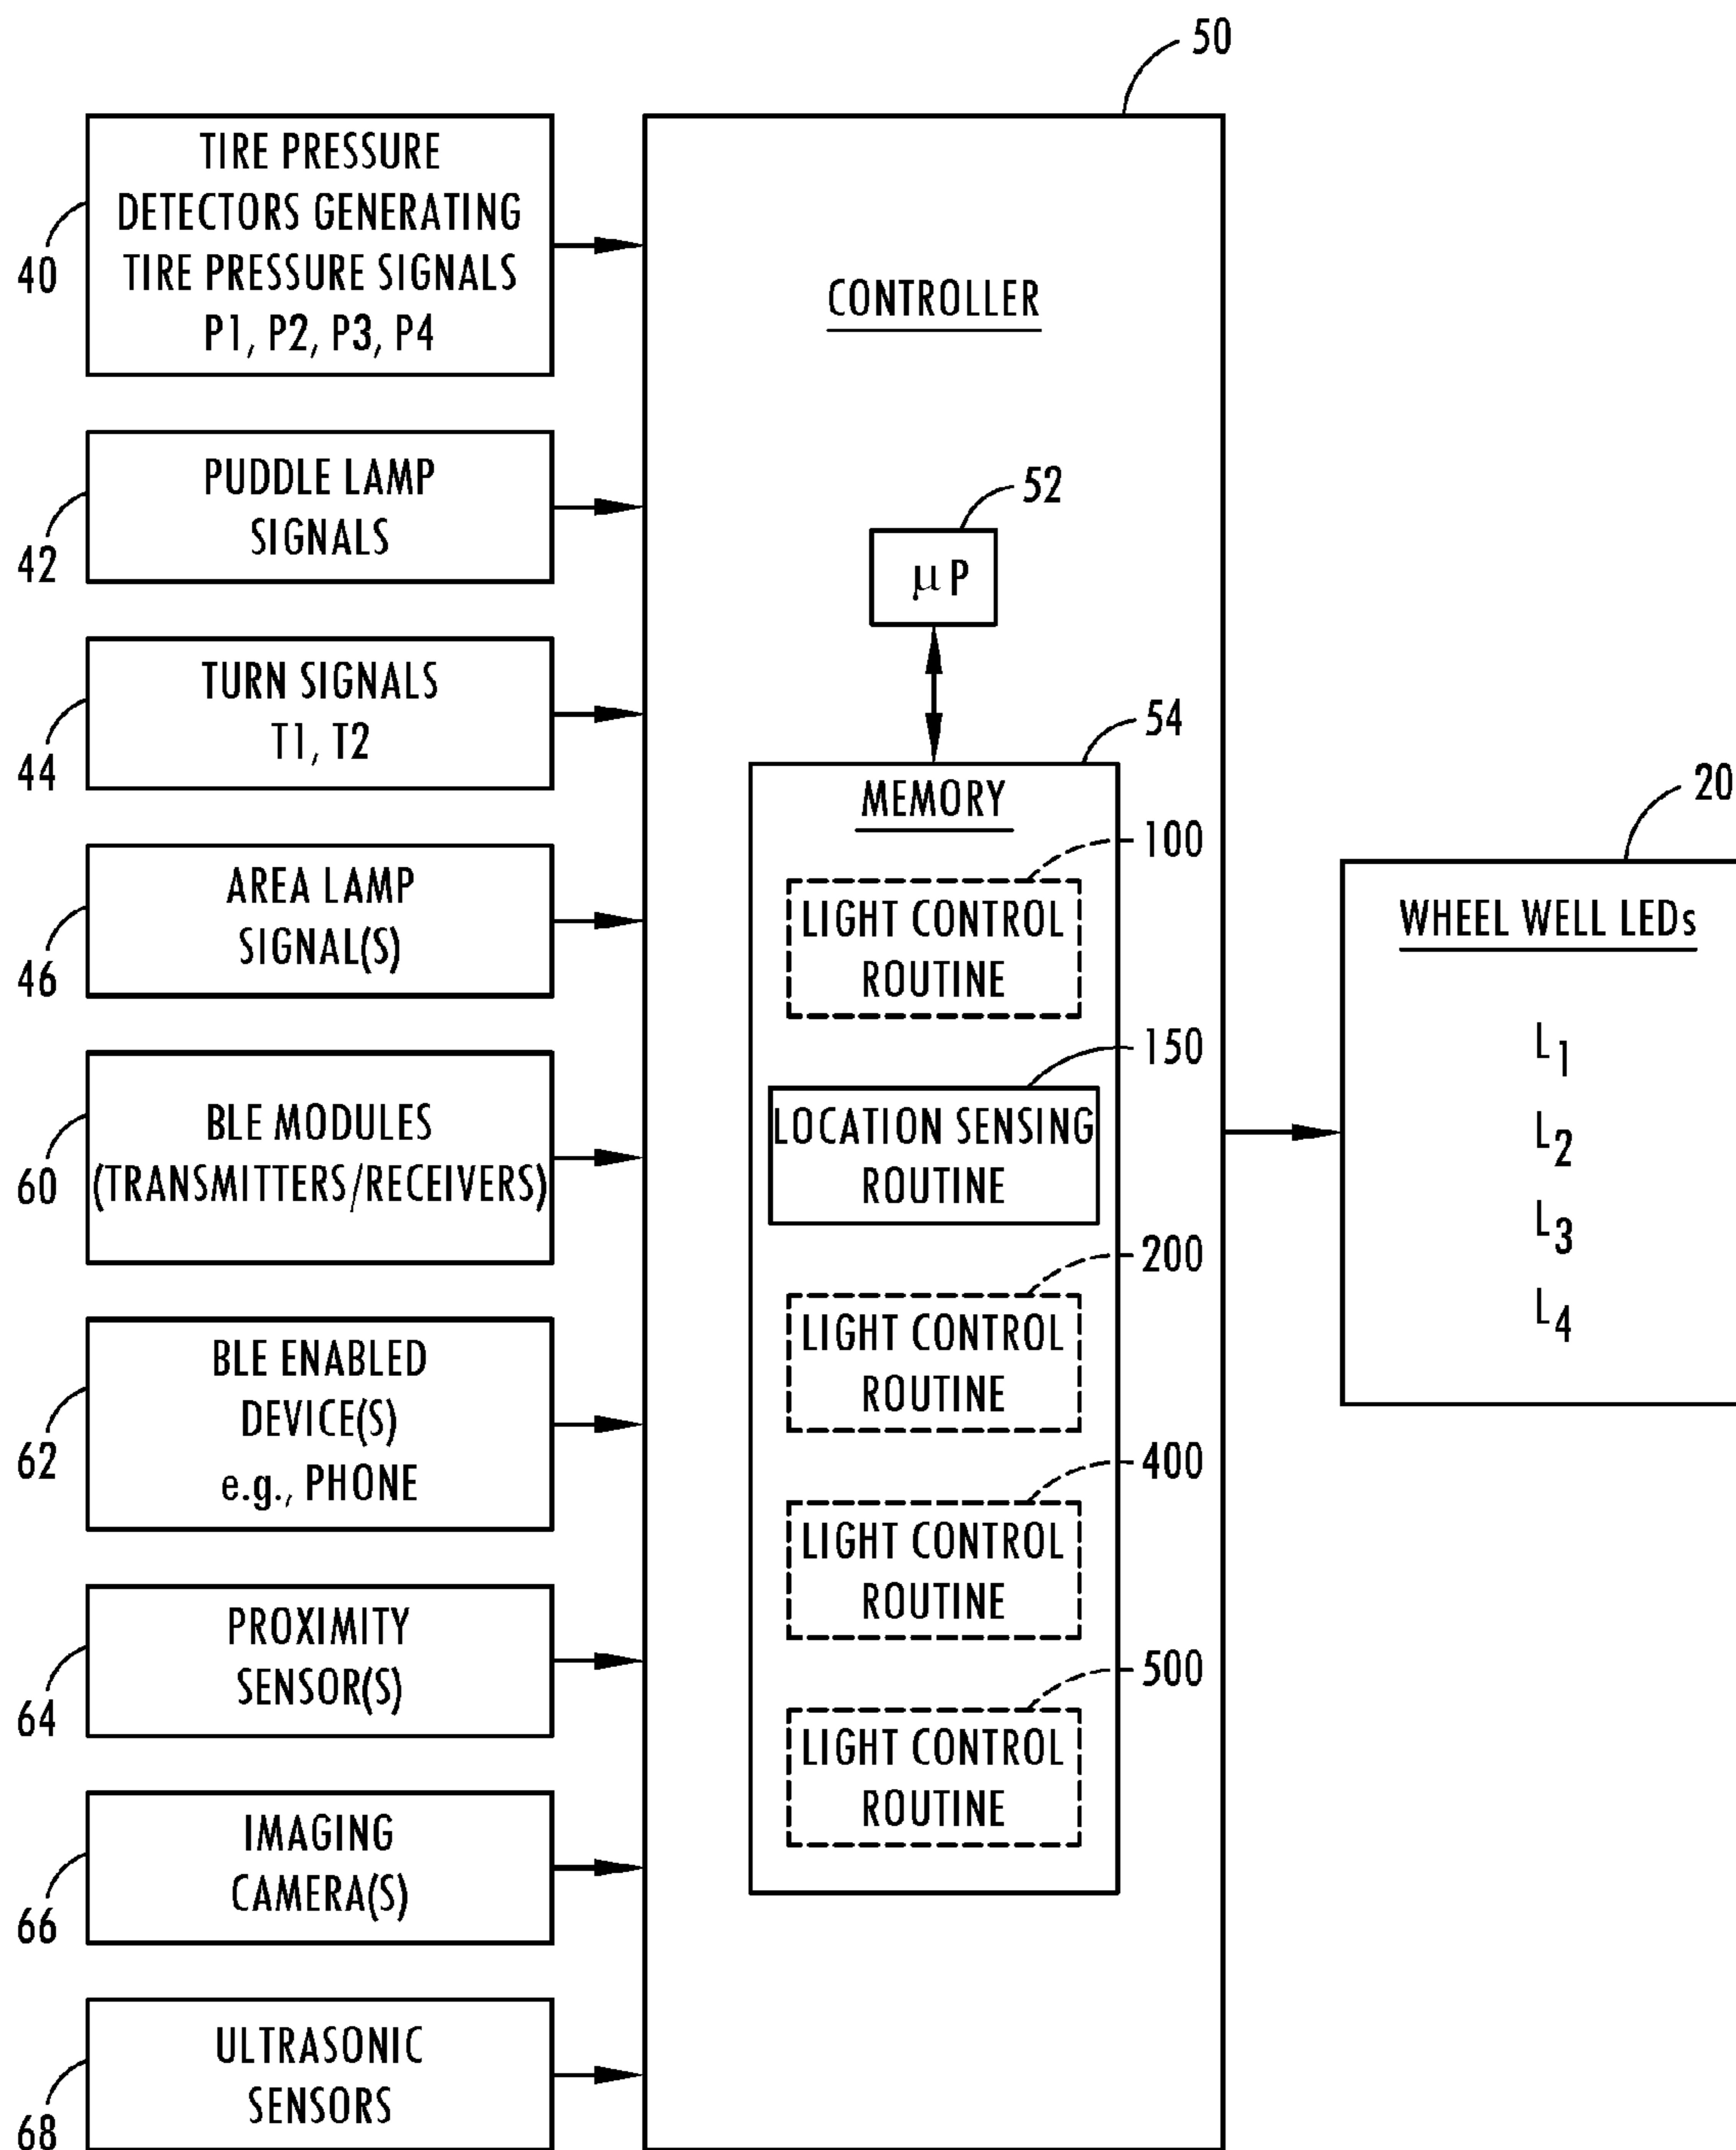 50
TIRE PRESSURE
DETECTORS GENERATING
TIRE PRESSURE SIGNALS
P1, P2, P3, P4
40
PUDDLE LAMP
SIGNALS
42
TURN SIGNALS
T1, T2
44
AREA LAMP
SIGNAL(S)
46
BLE MODULES
(TRANSMITTERS/RECEIVERS)
60
BLE ENABLED
DEVICE(S)
e.g., PHONE
62
PROXIMITY
SENSOR(S)
64
IMAGING
CAMERA(S)
66
ULTRASONIC
SENSORS
68
CONTROLLER
52
μP
54
MEMORY
100
LIGHT CONTROL
ROUTINE
150
LOCATION SENSING
ROUTINE
200
LIGHT CONTROL
ROUTINE
400
LIGHT CONTROL
ROUTINE
500
LIGHT CONTROL
ROUTINE
20
WHEEL WELL LEDs
L1
L2
L3
L4